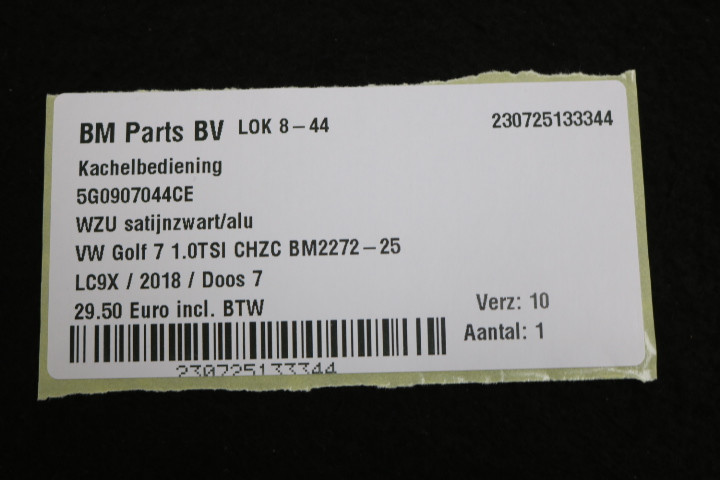 BM Parts BV LOK 8-44 230725133344
Kachelbediening
5G0907044CE
WZU satijnzwart/alu
VW Golf 7 1.0TSI CHZC BM2272-25
LC9X / 2018 / Doos 7
29.50 Euro incl. BTW
Verz: 10
Aantal: 1
230725133344